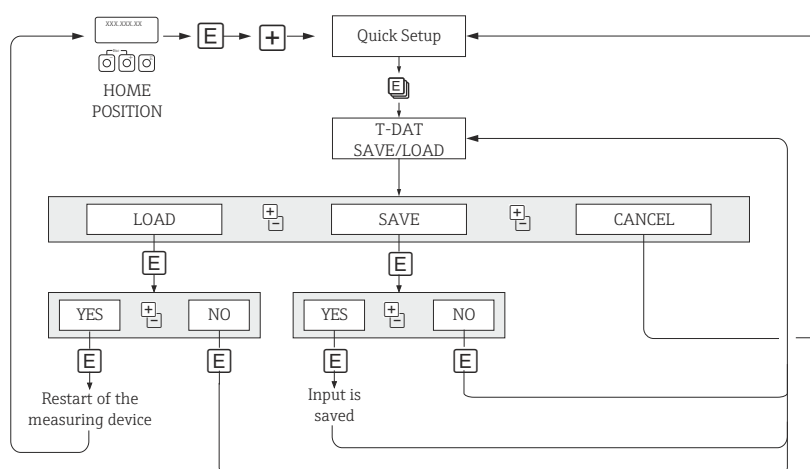 XXX.XXX.XX
E
+
Quick Setup
Esc
- + E
HOME
POSITION
E
T-DAT
SAVE/LOAD
LOAD
+
−
SAVE
+
−
CANCEL
E
E
YES
+
−
NO
YES
+
−
NO
E
E
E
E
Restart of the
measuring device
Input is
saved